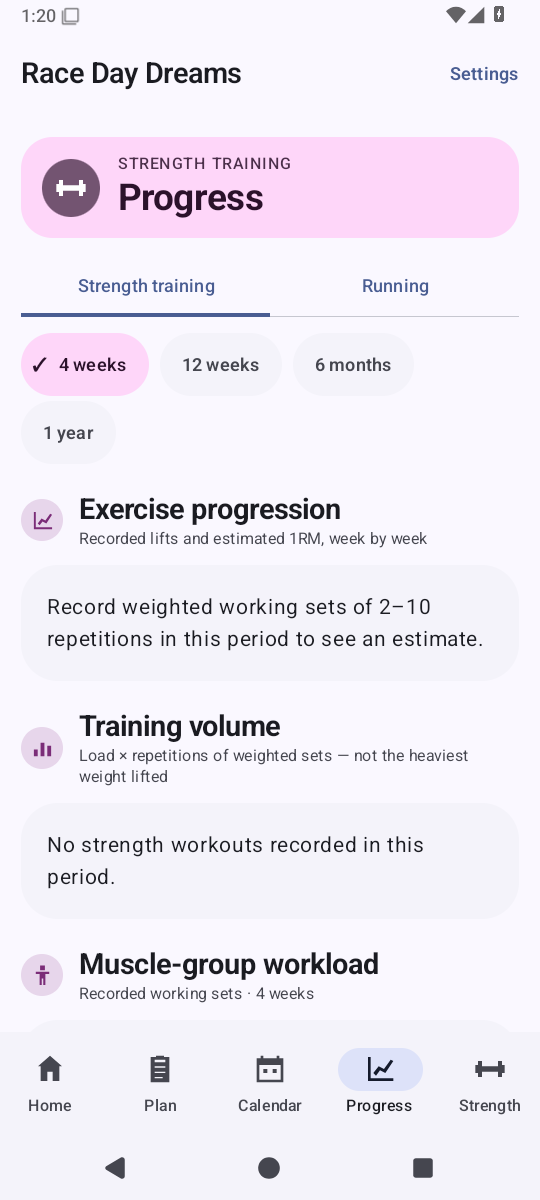 1:20
Race Day Dreams
Settings
STRENGTH TRAINING
Progress
Strength training
Running
✓ 4 weeks
12 weeks
6 months
1 year
Exercise progression
Recorded lifts and estimated 1RM, week by week
Record weighted working sets of 2–10
repetitions in this period to see an estimate.
Training volume
Load × repetitions of weighted sets — not the heaviest
weight lifted
No strength workouts recorded in this
period.
Muscle-group workload
Recorded working sets · 4 weeks
Home
Plan
Calendar
Progress
Strength